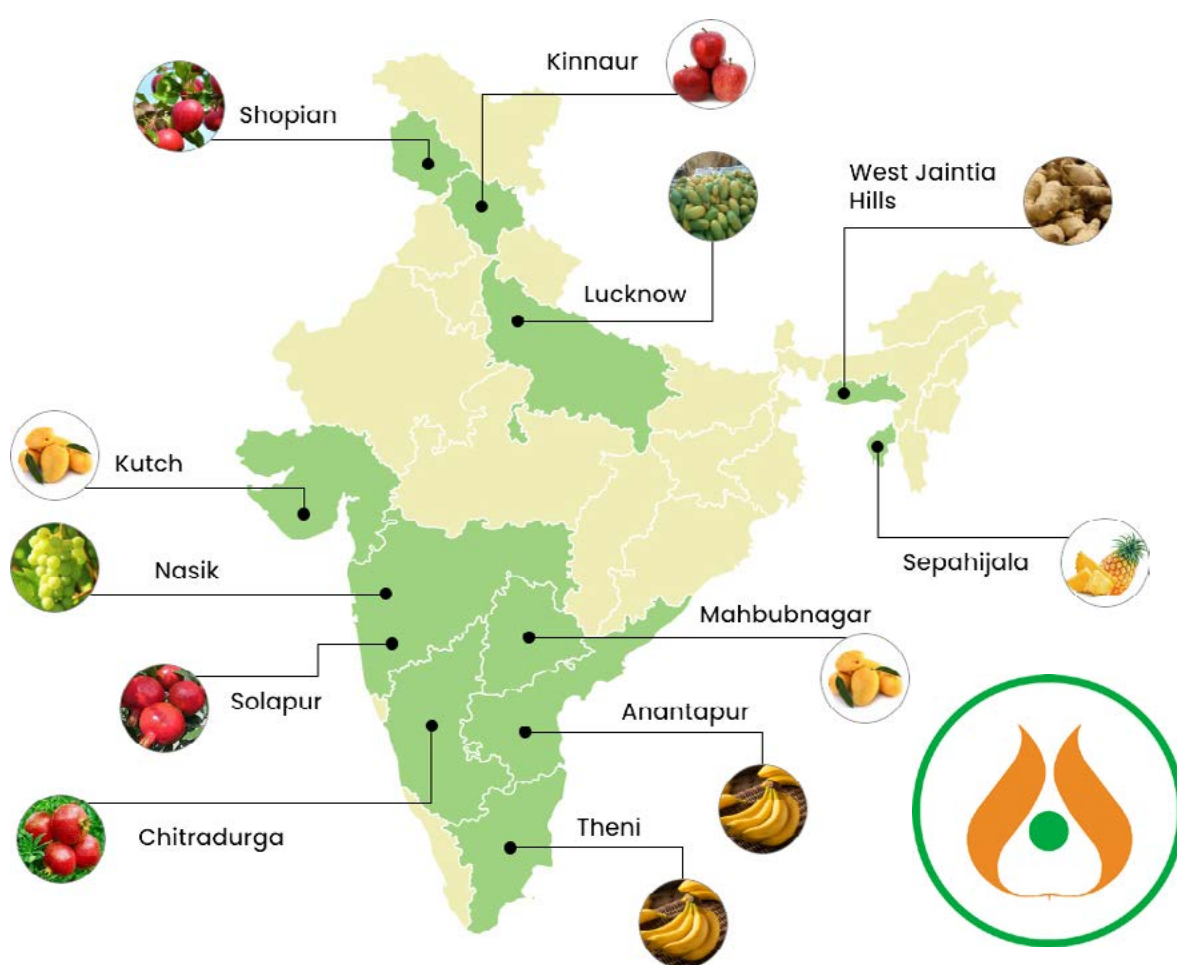 Kinnaur
Shopian
West Jaintia
Hills
Lucknow
Kutch
Nasik
Sepahijala
Mahbubnagar
Solapur
Anantapur
Theni
Chitradurga